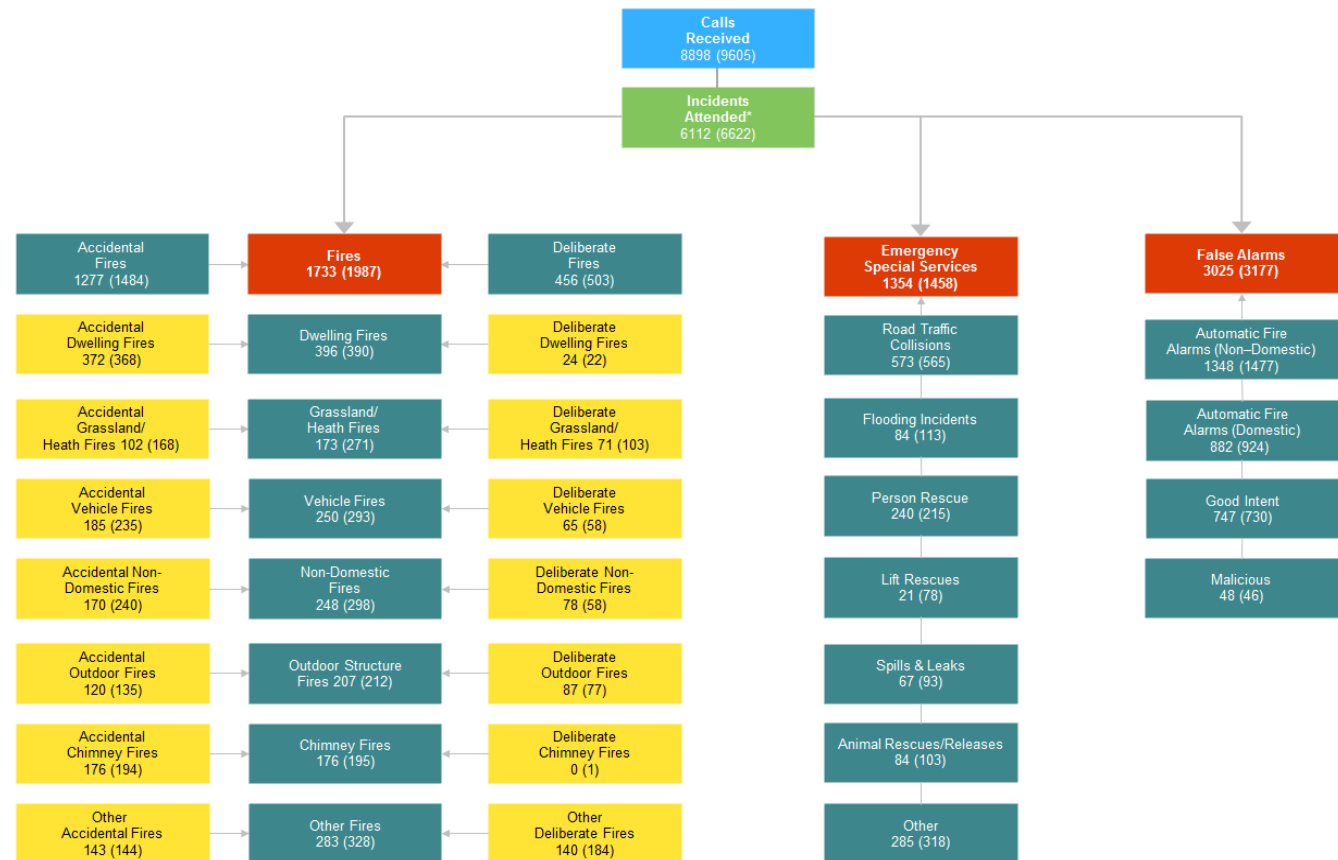 Calls
Received
8898 (9605)
Incidents
Attended*
6112 (6622)
Accidental
Fires
1277 (1484)
Fires
1733 (1987)
Deliberate
Fires
456 (503)
Emergency
Special Services
1354 (1458)
False Alarms
3025 (3177)
Accidental
Dwelling Fires
372 (368)
Dwelling Fires
396 (390)
Deliberate
Dwelling Fires
24 (22)
Road Traffic
Collisions
573 (565)
Automatic Fire
Alarms (Non–Domestic)
1348 (1477)
Accidental
Grassland/
Heath Fires 102 (168)
Grassland/
Heath Fires
173 (271)
Deliberate
Grassland/
Heath Fires 71 (103)
Flooding Incidents
84 (113)
Automatic Fire
Alarms (Domestic)
882 (924)
Accidental
Vehicle Fires
185 (235)
Vehicle Fires
250 (293)
Deliberate
Vehicle Fires
65 (58)
Person Rescue
240 (215)
Good Intent
747 (730)
Accidental Non-
Domestic Fires
170 (240)
Non-Domestic
Fires
248 (298)
Deliberate Non-
Domestic Fires
78 (58)
Lift Rescues
21 (78)
Malicious
48 (46)
Accidental
Outdoor Fires
120 (135)
Outdoor Structure
Fires 207 (212)
Deliberate
Outdoor Fires
87 (77)
Spills & Leaks
67 (93)
Accidental
Chimney Fires
176 (194)
Chimney Fires
176 (195)
Deliberate
Chimney Fires
0 (1)
Animal Rescues/Releases
84 (103)
Other
Accidental Fires
143 (144)
Other Fires
283 (328)
Other
Deliberate Fires
140 (184)
Other
285 (318)